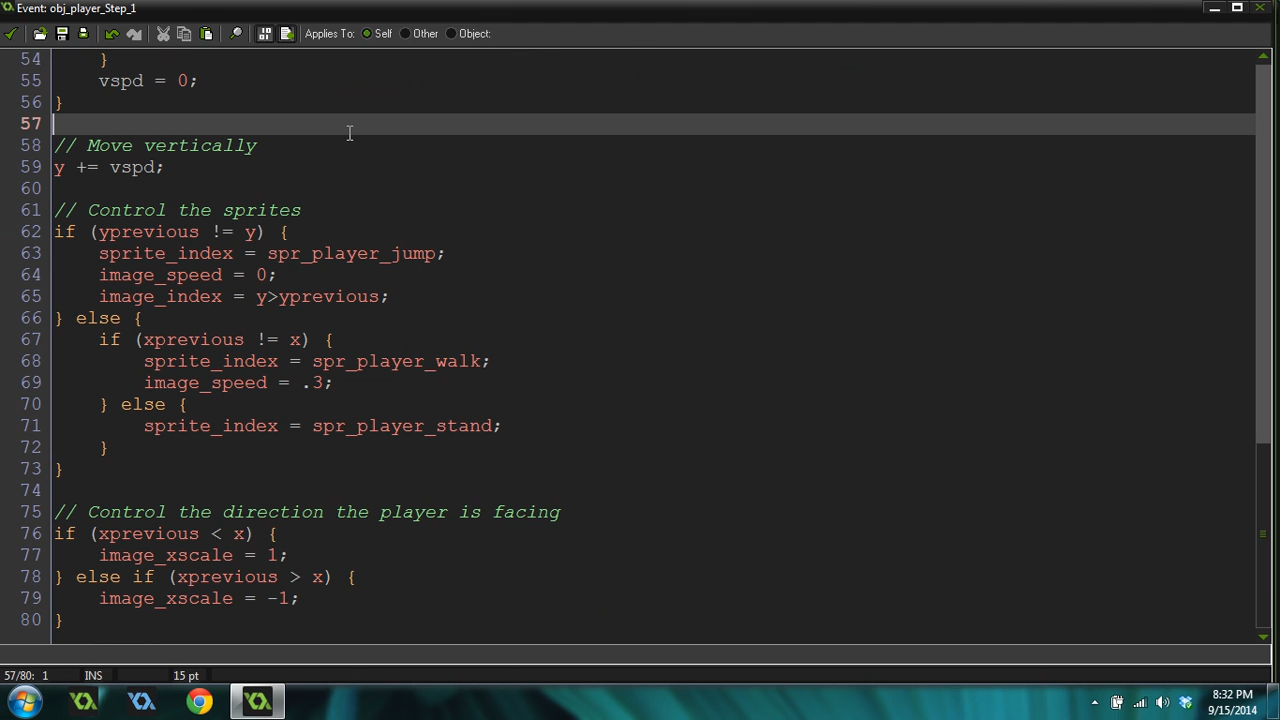 Event: obj_player_Step_1
Applies To: Self Other Object:
54 }
55 vspd = 0;
56 }
57
58 // Move vertically
59 y += vspd;
60
61 // Control the sprites
62 if (yprevious != y) {
63 sprite_index = spr_player_jump;
64 image_speed = 0;
65 image_index = y>yprevious;
66 } else {
67 if (xprevious != x) {
68 sprite_index = spr_player_walk;
69 image_speed = .3;
70 } else {
71 sprite_index = spr_player_stand;
72 }
73 }
74
75 // Control the direction the player is facing
76 if (xprevious < x) {
77 image_xscale = 1;
78 } else if (xprevious > x) {
79 image_xscale = -1;
80 }
57/80: 1 INS 15 pt
8:32 PM
9/15/2014